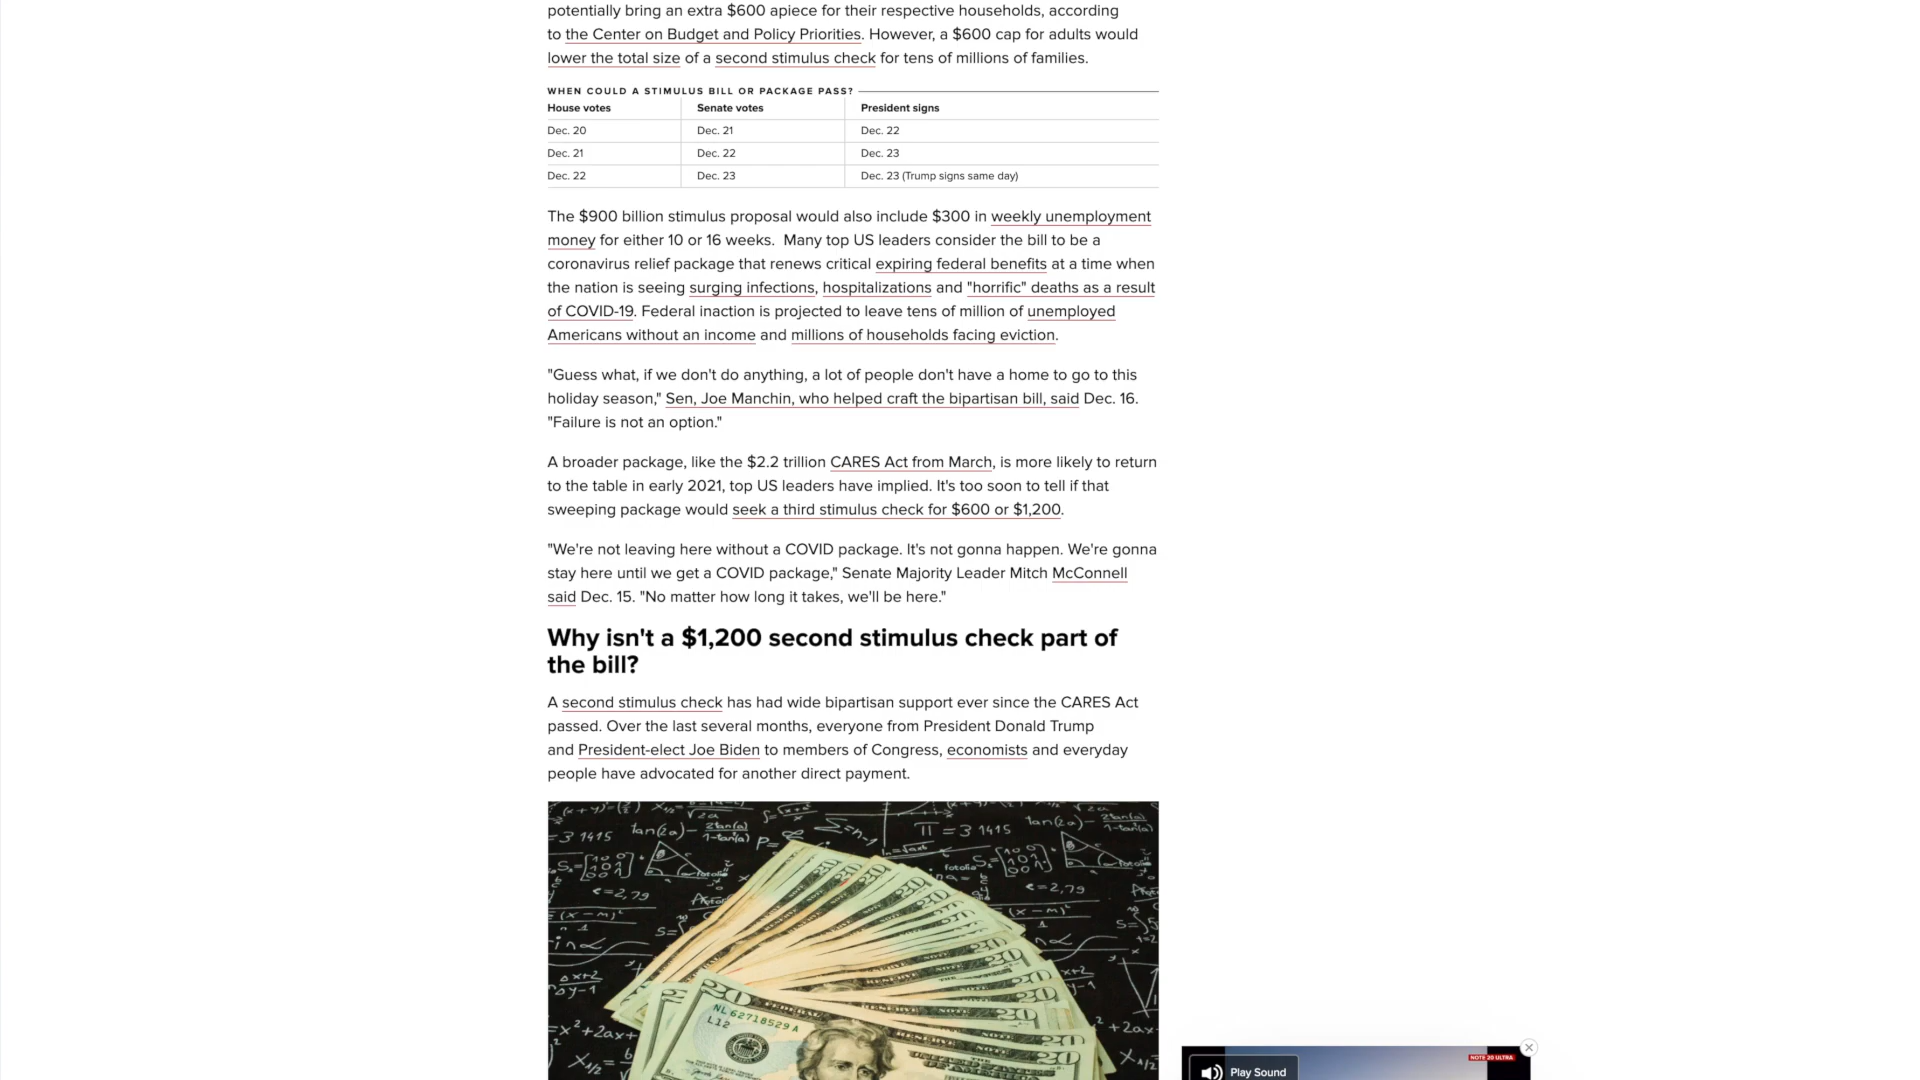 potentially bring an extra $600 apiece for their respective households, according
to the Center on Budget and Policy Priorities. However, a $600 cap for adults would
lower the total size of a second stimulus check for tens of millions of families.
WHEN COULD A STIMULUS BILL OR PACKAGE PASS?
House votes Senate votes President signs
Dec. 20 Dec. 21 Dec. 22
Dec. 21 Dec. 22 Dec. 23
Dec. 22 Dec. 23 Dec. 23 (Trump signs same day)
The $900 billion stimulus proposal would also include $300 in weekly unemployment
money for either 10 or 16 weeks.  Many top US leaders consider the bill to be a
coronavirus relief package that renews critical expiring federal benefits at a time when
the nation is seeing surging infections, hospitalizations and "horrific" deaths as a result
of COVID-19. Federal inaction is projected to leave tens of million of unemployed
Americans without an income and millions of households facing eviction.
"Guess what, if we don't do anything, a lot of people don't have a home to go to this
holiday season," Sen, Joe Manchin, who helped craft the bipartisan bill, said Dec. 16.
"Failure is not an option."
A broader package, like the $2.2 trillion CARES Act from March, is more likely to return
to the table in early 2021, top US leaders have implied. It's too soon to tell if that
sweeping package would seek a third stimulus check for $600 or $1,200.
"We're not leaving here without a COVID package. It's not gonna happen. We're gonna
stay here until we get a COVID package," Senate Majority Leader Mitch McConnell
said Dec. 15. "No matter how long it takes, we'll be here."
Why isn't a $1,200 second stimulus check part of
the bill?
A second stimulus check has had wide bipartisan support ever since the CARES Act
passed. Over the last several months, everyone from President Donald Trump
and President-elect Joe Biden to members of Congress, economists and everyday
people have advocated for another direct payment.
NL 62718529 A
L12
20
NOTE 20 ULTRA
Play Sound